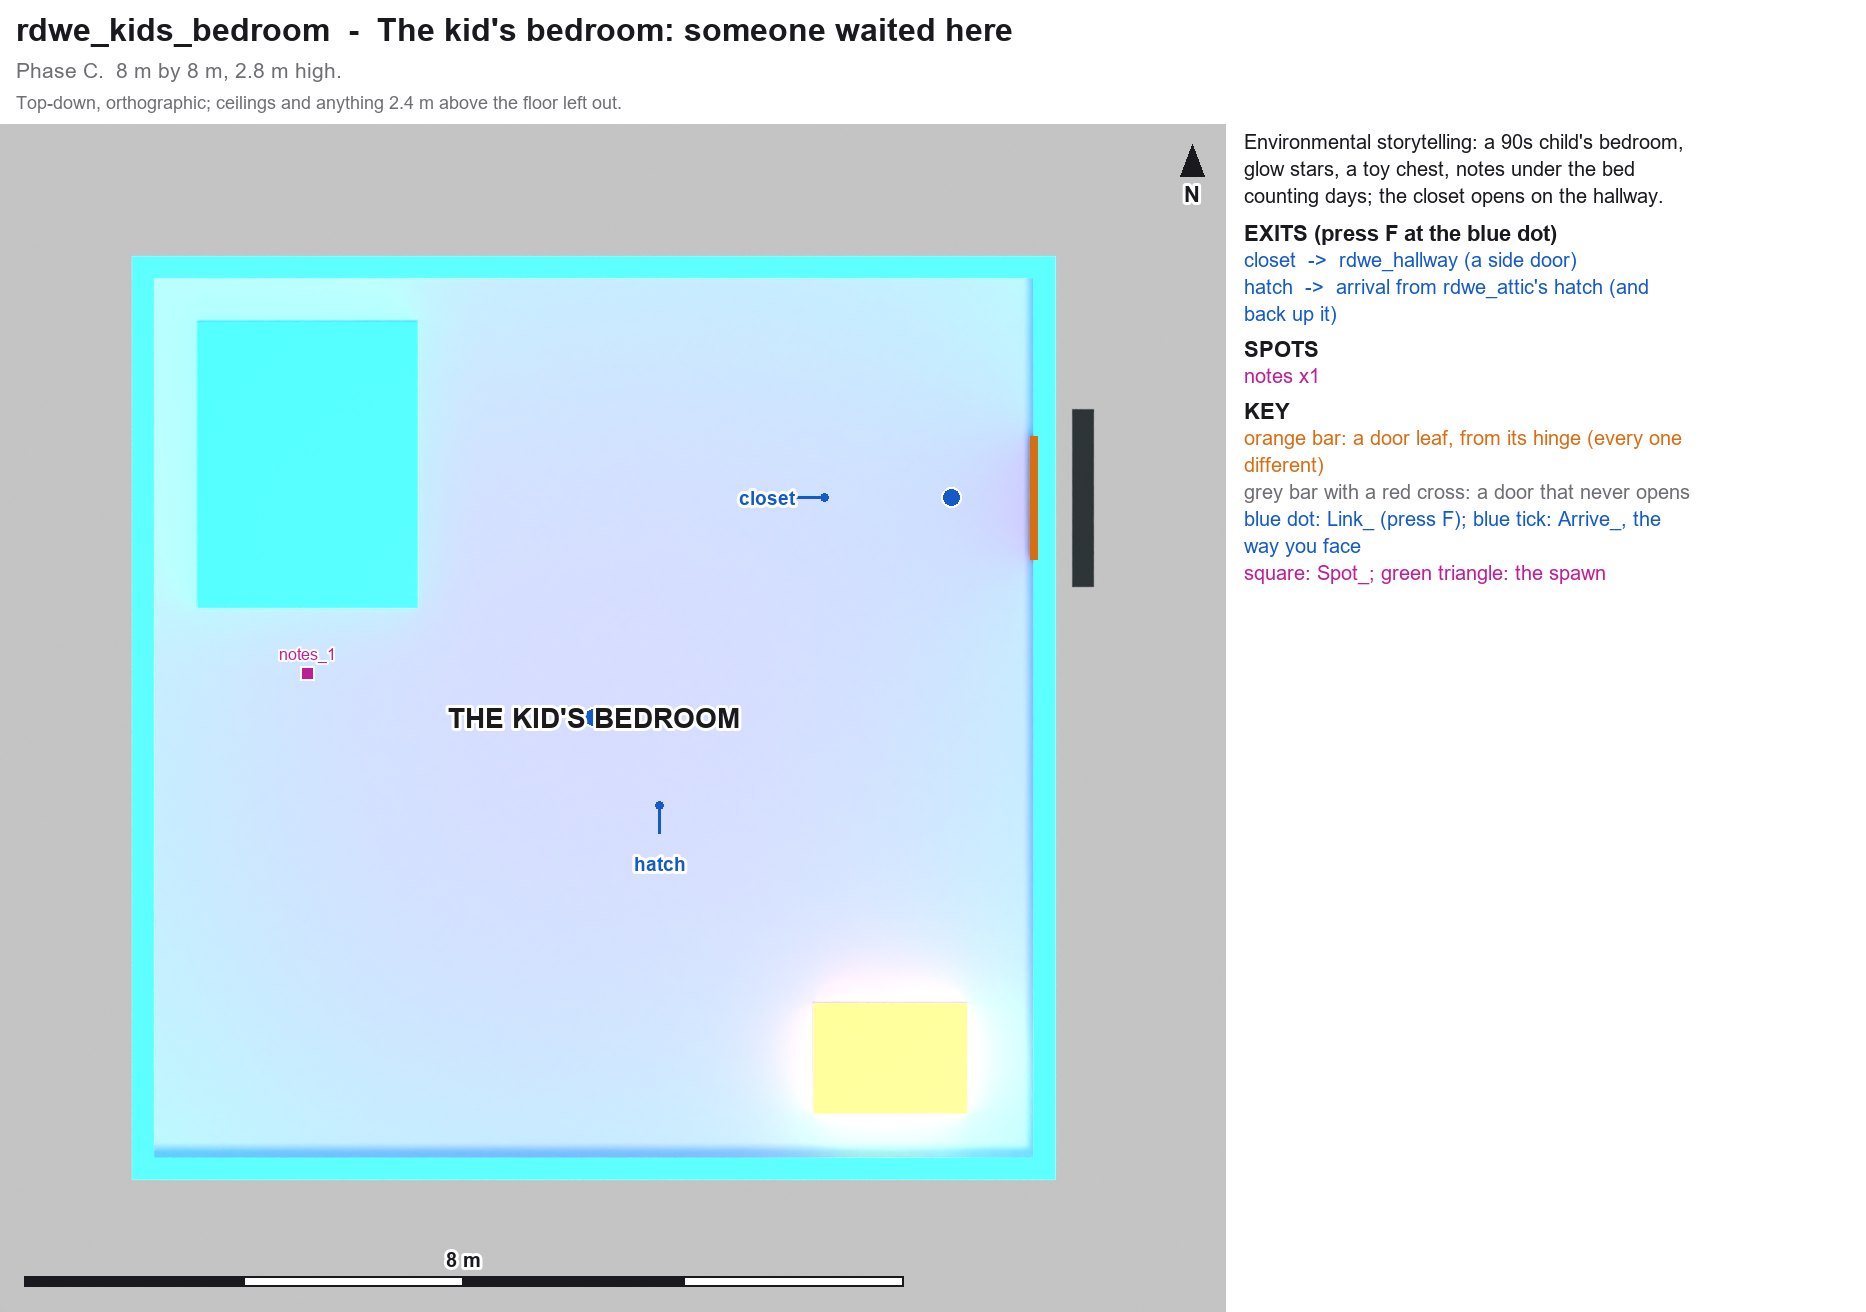 rdwe_kids_bedroom - The kid's bedroom: someone waited here
Phase C. 8 m by 8 m, 2.8 m high.
Top-down, orthographic; ceilings and anything 2.4 m above the floor left out.
N
closet
notes_1
THE KID'S BEDROOM
hatch
8 m
Environmental storytelling: a 90s child's bedroom,
glow stars, a toy chest, notes under the bed
counting days; the closet opens on the hallway.
EXITS (press F at the blue dot)
closet -> rdwe_hallway (a side door)
hatch -> arrival from rdwe_attic's hatch (and
back up it)
SPOTS
notes x1
KEY
orange bar: a door leaf, from its hinge (every one
different)
grey bar with a red cross: a door that never opens
blue dot: Link_ (press F); blue tick: Arrive_, the
way you face
square: Spot_; green triangle: the spawn